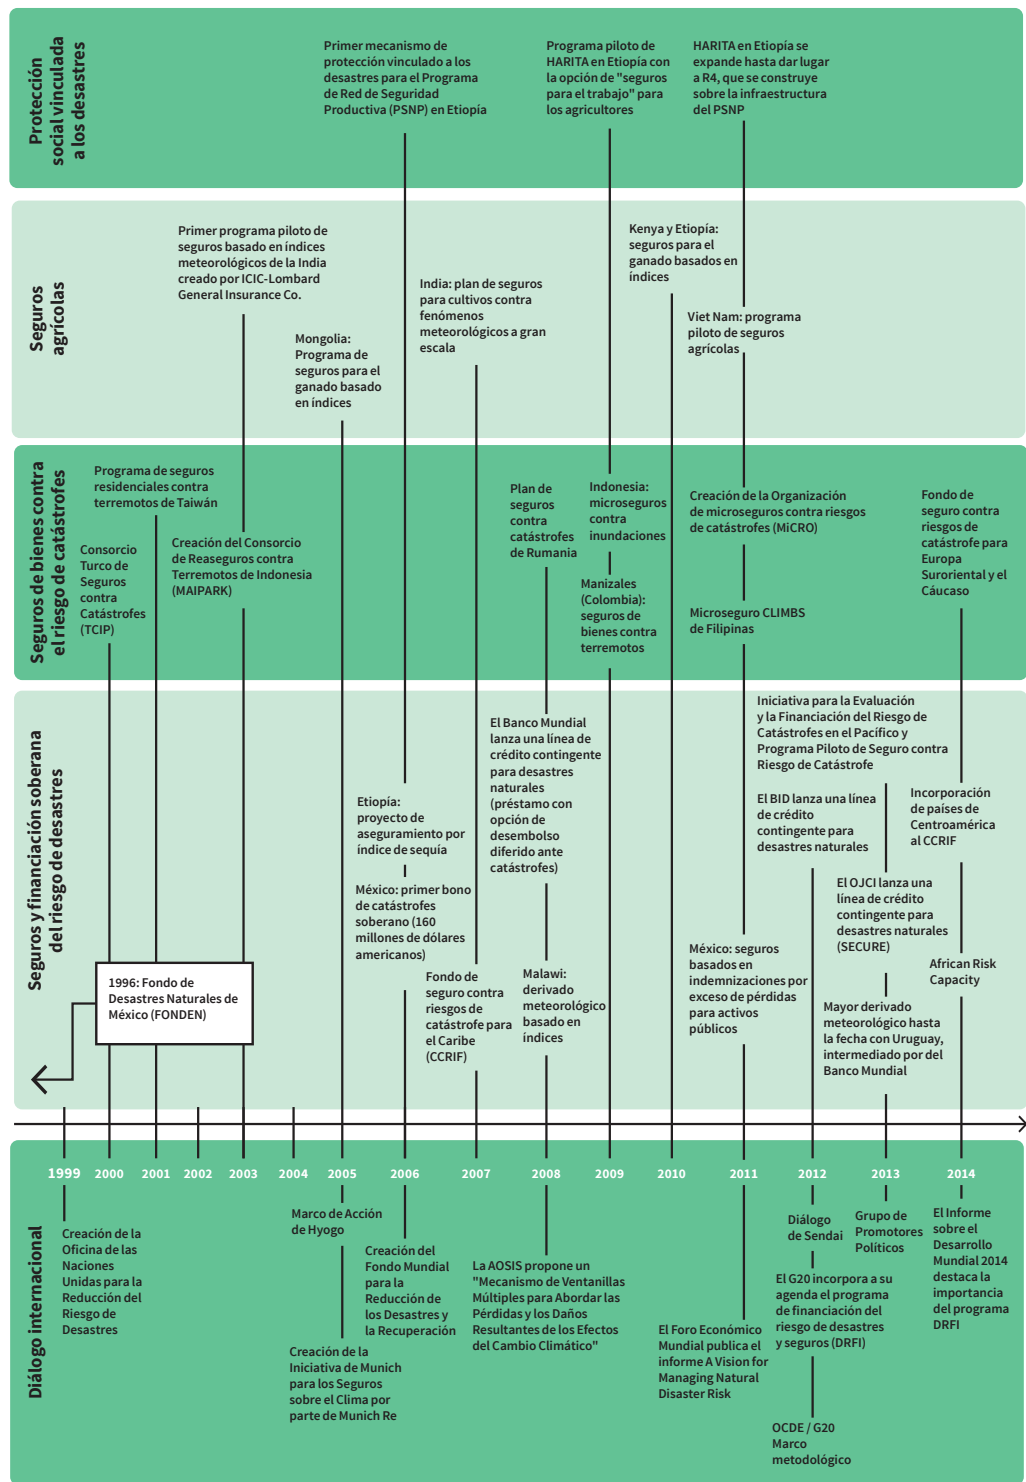 Protección
social vinculada
a los desastres
Primer mecanismo de
protección vinculado a los
desastres para el Programa
de Red de Seguridad
Productiva (PSNP) en Etiopía
Programa piloto de
HARITA en Etiopía con
la opción de "seguros
para el trabajo" para
los agricultores
HARITA en Etiopía se
expande hasta dar lugar
a R4, que se construye
sobre la infraestructura
del PSNP
Seguros
agrícolas
Primer programa piloto de
seguros basado en índices
meteorológicos de la India
creado por ICIC-Lombard
General Insurance Co.
Mongolia:
Programa de
seguros para el
ganado basado
en índices
India: plan de seguros
para cultivos contra
fenómenos
meteorológicos a gran
escala
Kenya y Etiopía:
seguros para el
ganado basados en
índices
Viet Nam: programa
piloto de seguros
agrícolas
Seguros de bienes contra
el riesgo de catástrofes
Consorcio
Turco de
Seguros
contra
Catástrofes
(TCIP)
Programa de seguros
residenciales contra
terremotos de Taiwán
Creación del Consorcio
de Reaseguros contra
Terremotos de Indonesia
(MAIPARK)
Plan de
seguros
contra
catástrofes
de Rumania
Indonesia:
microseguros
contra
inundaciones
Manizales
(Colombia):
seguros de
bienes contra
terremotos
Creación de la Organización
de microseguros contra riesgos
de catástrofes (MiCRO)
Microseguro CLIMBS
de Filipinas
Fondo de
seguro contra
riesgos de
catástrofe para
Europa
Suroriental y el
Cáucaso
Seguros y financiación soberana
del riesgo de desastres
1996: Fondo de
Desastres Naturales de
México (FONDEN)
Etiopía:
proyecto de
aseguramiento por
índice de sequía
México: primer bono
de catástrofes
soberano (160
millones de dólares
americanos)
Fondo de
seguro contra
riesgos de
catástrofe para
el Caribe
(CCRIF)
El Banco Mundial
lanza una línea de
crédito contingente
para desastres
naturales
(préstamo con
opción de
desembolso
diferido ante
catástrofes)
Malawi:
derivado
meteorológico
basado en
índices
México: seguros
basados en
indemnizaciones por
exceso de pérdidas
para activos
públicos
Iniciativa para la Evaluación
y la Financiación del Riesgo de
Catástrofes en el Pacífico y
Programa Piloto de Seguro contra
Riesgo de Catástrofe
El BID lanza una línea
de crédito
contingente para
desastres naturales
El OJCI lanza una
línea de crédito
contingente para
desastres naturales
(SECURE)
Mayor derivado
meteorológico hasta
la fecha con Uruguay,
intermediado por del
Banco Mundial
Incorporación
de países de
Centroamérica
al CCRIF
African Risk
Capacity
1999
2000
2001
2002
2003
2004
2005
2006
2007
2008
2009
2010
2011
2012
2013
2014
Diálogo internacional
Creación de la
Oficina de las
Naciones
Unidas para la
Reducción del
Riesgo de
Desastres
Marco de Acción
de Hyogo
Creación de la
Iniciativa de Munich
para los Seguros
sobre el Clima por
parte de Munich Re
Creación del
Fondo Mundial
para la
Reducción de
los Desastres y
la Recuperación
La AOSIS propone un
"Mecanismo de Ventanillas
Múltiples para Abordar las
Pérdidas y los Daños
Resultantes de los Efectos
del Cambio Climático"
El Foro Económico
Mundial publica el
informe A Vision for
Managing Natural
Disaster Risk
Diálogo
de Sendai
El G20 incorpora a su
agenda el programa
de financiación del
riesgo de desastres
y seguros (DRFI)
OCDE / G20
Marco
metodológico
Grupo de
Promotores
Políticos
El Informe
sobre el
Desarrollo
Mundial 2014
destaca la
importancia
del programa
DRFI